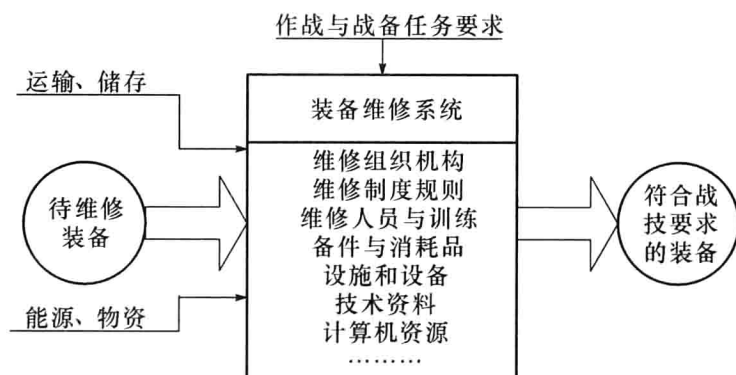 作战与战备任务要求
运输、储存
装备维修系统
维修组织机构
维修制度规则
维修人员与训练
备件与消耗品
设施和设备
技术资料
计算机资源
………
待维修
装备
能源、物资
符合战
技要求
的装备